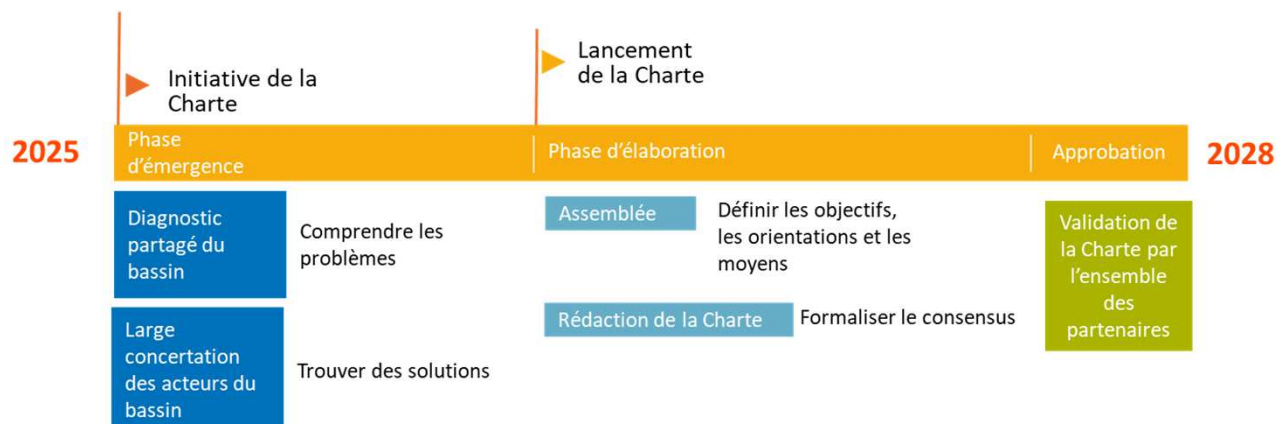 Initiative de la
Charte
Lancement
de la Charte
2025
Phase
d'émergence
Phase d'élaboration
Approbation
2028
Diagnostic
partagé du
bassin
Comprendre les
problèmes
Large
concertation
des acteurs du
bassin
Trouver des solutions
Assemblée
Définir les objectifs,
les orientations et les
moyens
Rédaction de la Charte
Formaliser le consensus
Validation de
la Charte par
l'ensemble
des
partenaires